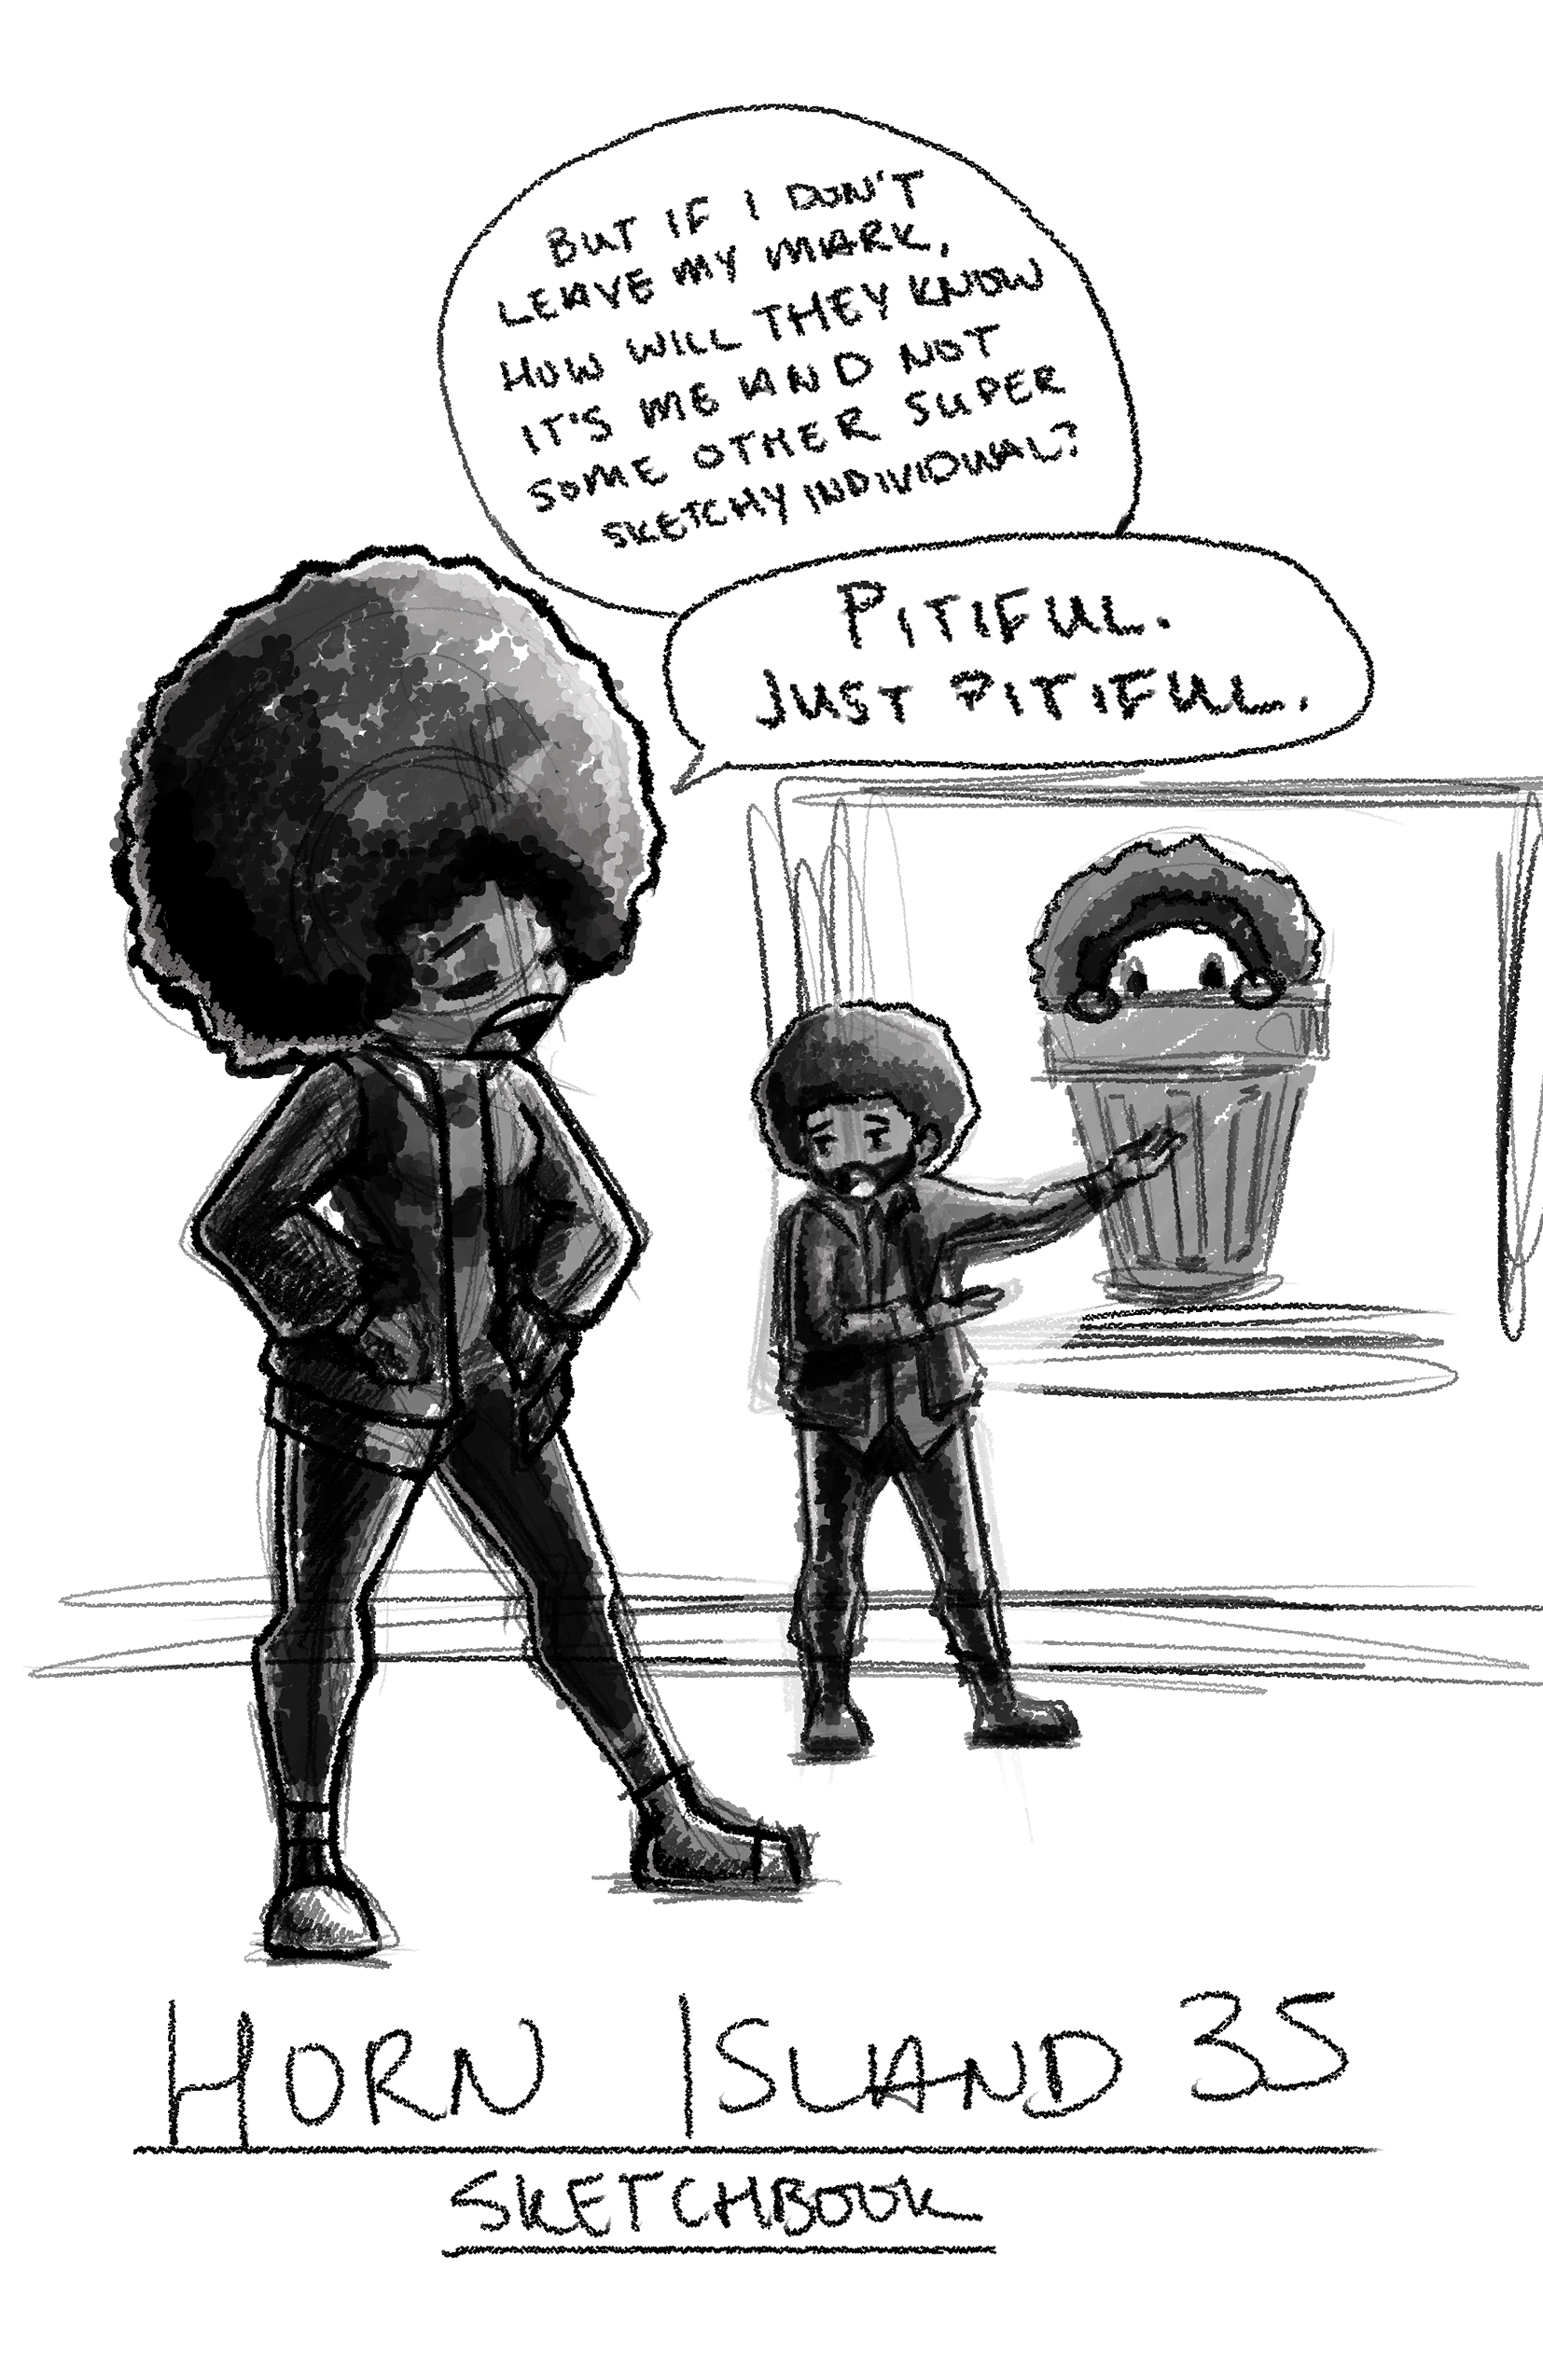 BUT IF I DON'T
LEAVE MY MARK,
HOW WILL THEY KNOW
IT'S ME AND NOT
SOME OTHER SUPER
SKETCHY INDIVIDUAL?
PITIFUL.
JUST PITIFUL.
HORN ISLAND 35
SKETCHBOOK